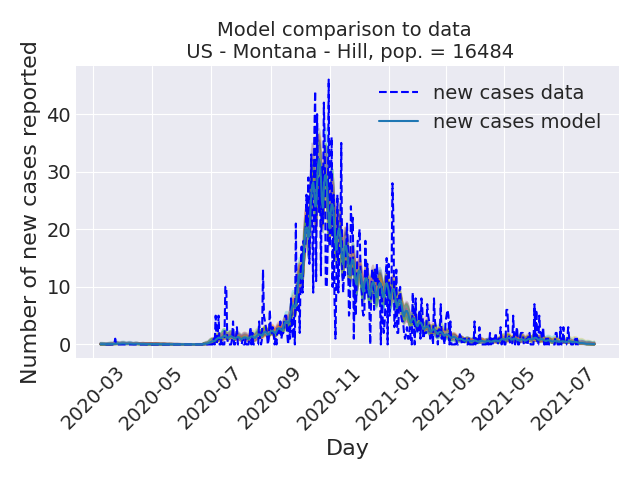 Model comparison to data
US - Montana - Hill, pop. = 16484
Number of new cases reported
new cases data
new cases model
40
30
20
10
0
2020-03
2020-05
2020-07
2020-09
2020-11
2021-01
2021-03
2021-05
2021-07
Day